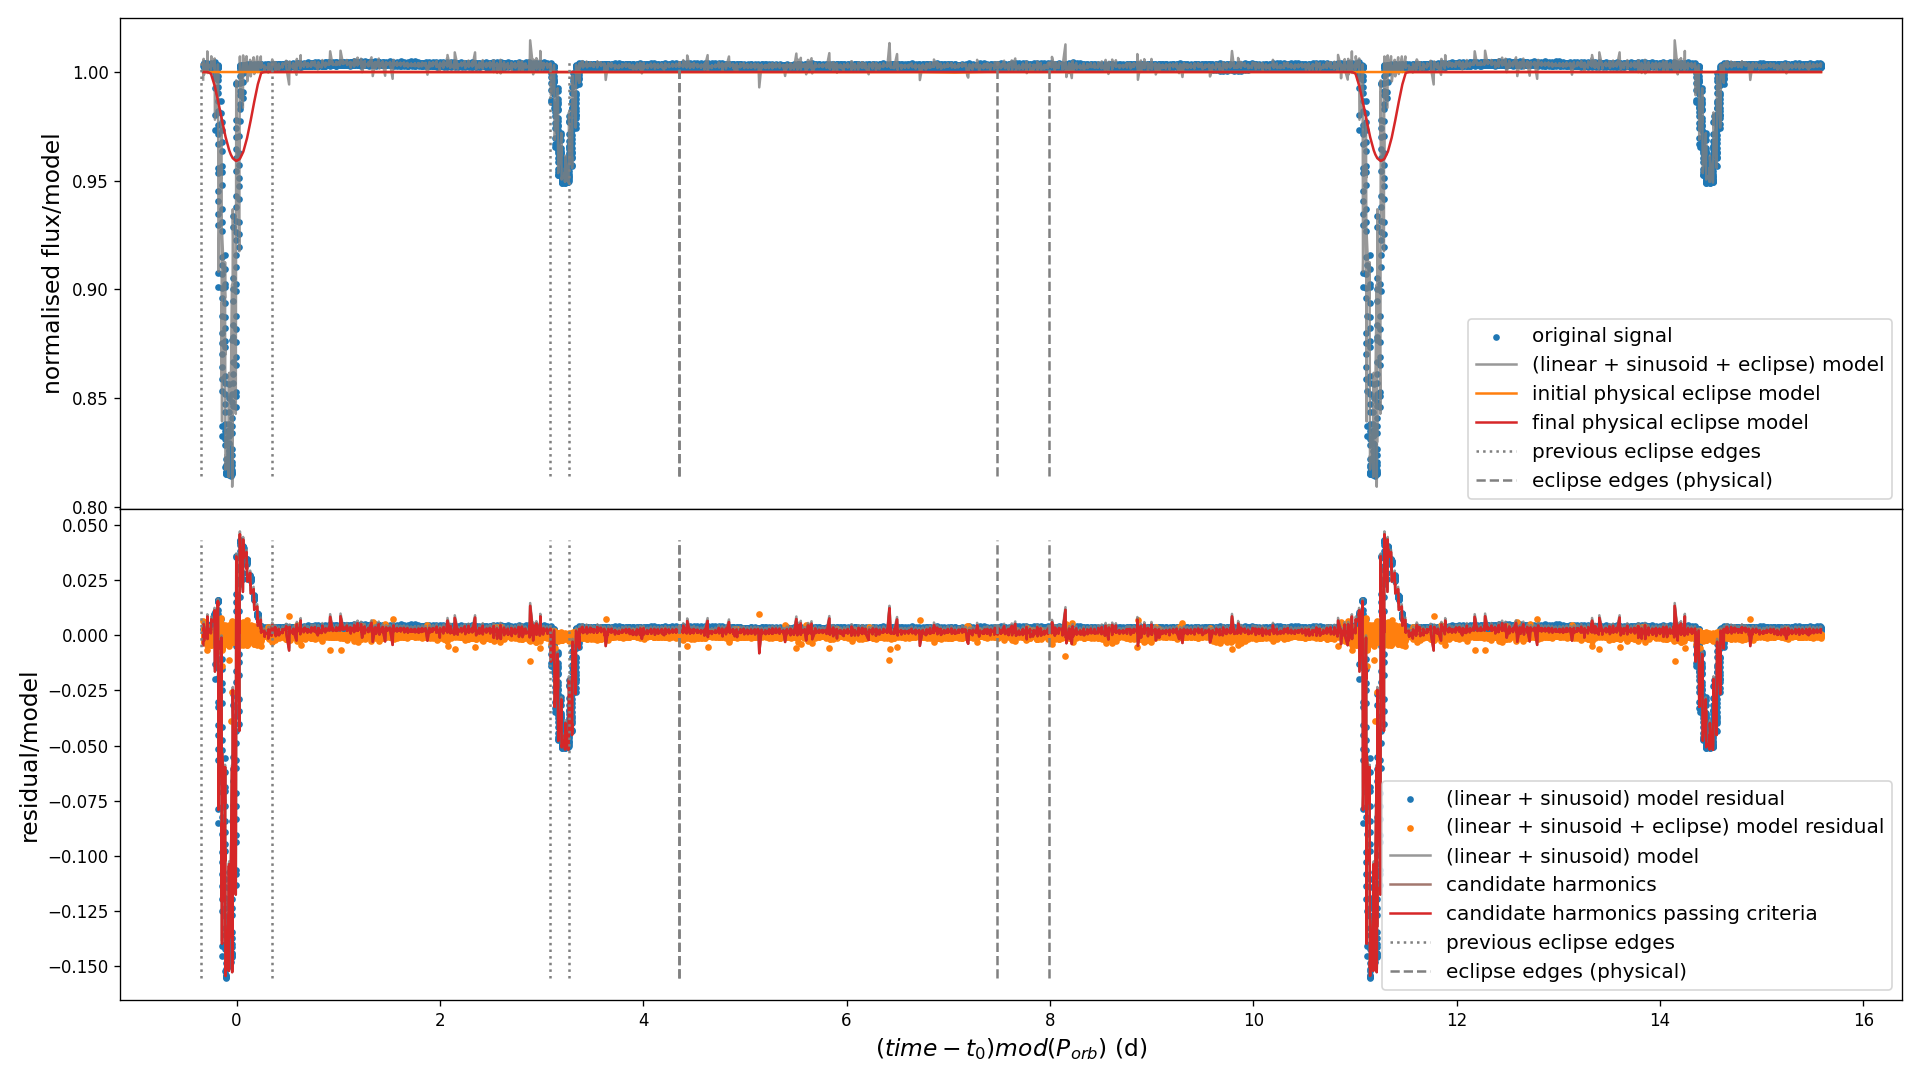 normalised flux/model
1.00
0.95
0.90
0.85
0.80
original signal
(linear + sinusoid + eclipse) model
initial physical eclipse model
final physical eclipse model
previous eclipse edges
eclipse edges (physical)
residual/model
0.050
0.025
0.000
−0.025
−0.050
−0.075
−0.100
−0.125
−0.150
(linear + sinusoid) model residual
(linear + sinusoid + eclipse) model residual
(linear + sinusoid) model
candidate harmonics
candidate harmonics passing criteria
previous eclipse edges
eclipse edges (physical)
0 2 4 6 8 10 12 14 16
(time − t₀)mod(Pₒᵣb) (d)